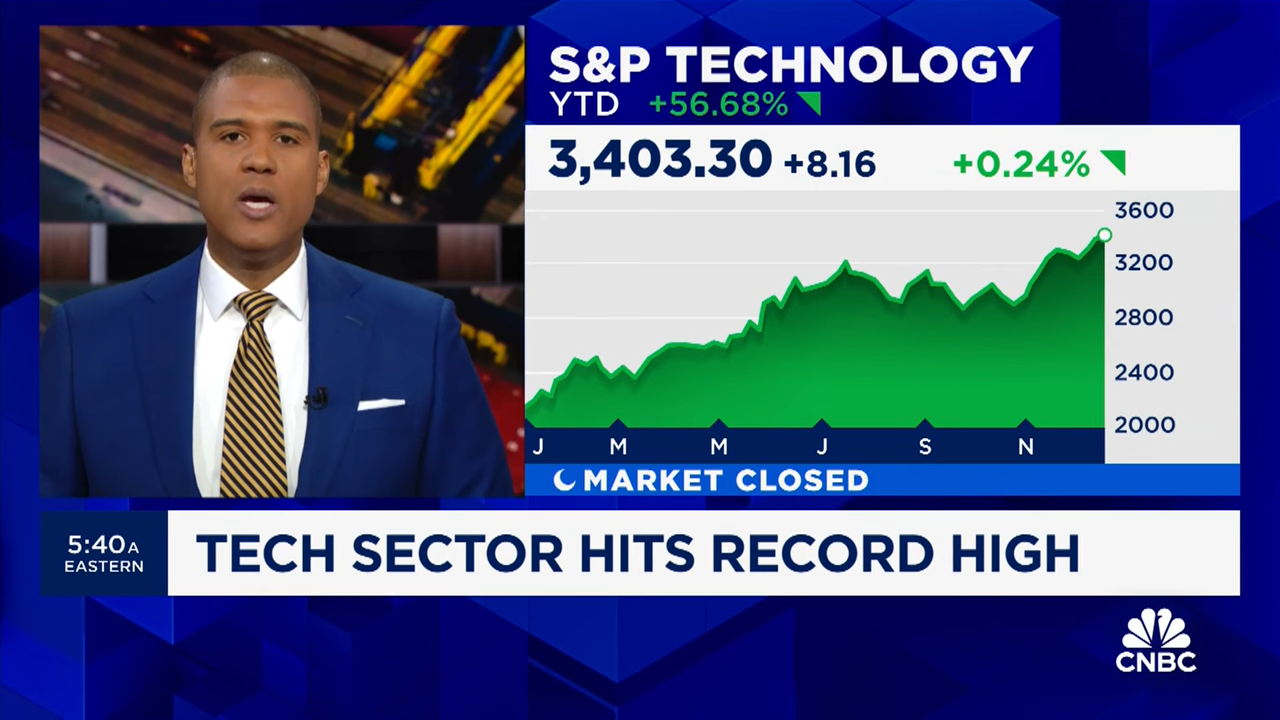 S&P TECHNOLOGY
YTD +56.68%
3,403.30 +8.16 +0.24%
3600
3200
2800
2400
2000
J M M J S N
MARKET CLOSED
5:40A
EASTERN
TECH SECTOR HITS RECORD HIGH
CNBC